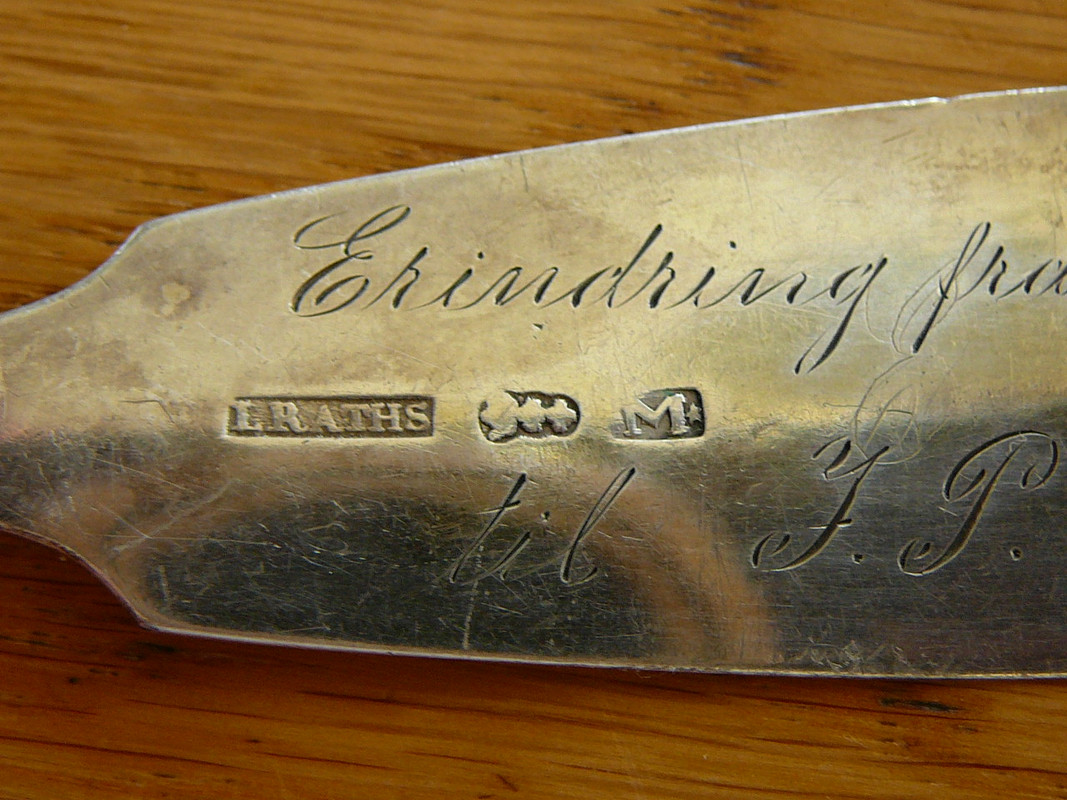 Erindring fra
L RATHS M
til J. P.